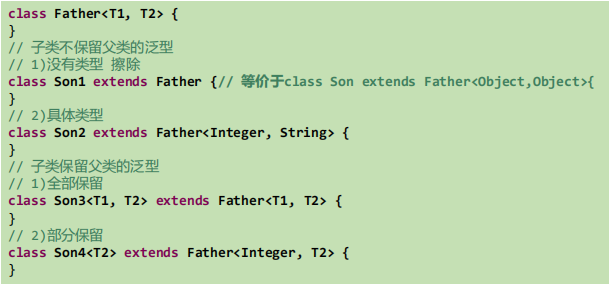 class Father<T1, T2> {
}
// 子类不保留父类的泛型
// 1)没有类型 擦除
class Son1 extends Father {// 等价于class Son extends Father<Object,Object>{
}
// 2)具体类型
class Son2 extends Father<Integer, String> {
}
// 子类保留父类的泛型
// 1)全部保留
class Son3<T1, T2> extends Father<T1, T2> {
}
// 2)部分保留
class Son4<T2> extends Father<Integer, T2> {
}